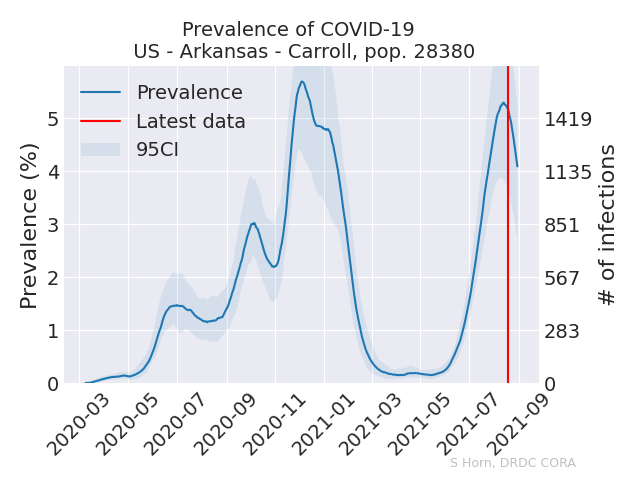 Prevalence of COVID-19
US - Arkansas - Carroll, pop. 28380
Prevalence
Latest data
95CI
Prevalence (%)
5
4
3
2
1
0
1419
1135
851
567
283
0
# of infections
2020-03
2020-05
2020-07
2020-09
2020-11
2021-01
2021-03
2021-05
2021-07
2021-09
S Horn, DRDC CORA